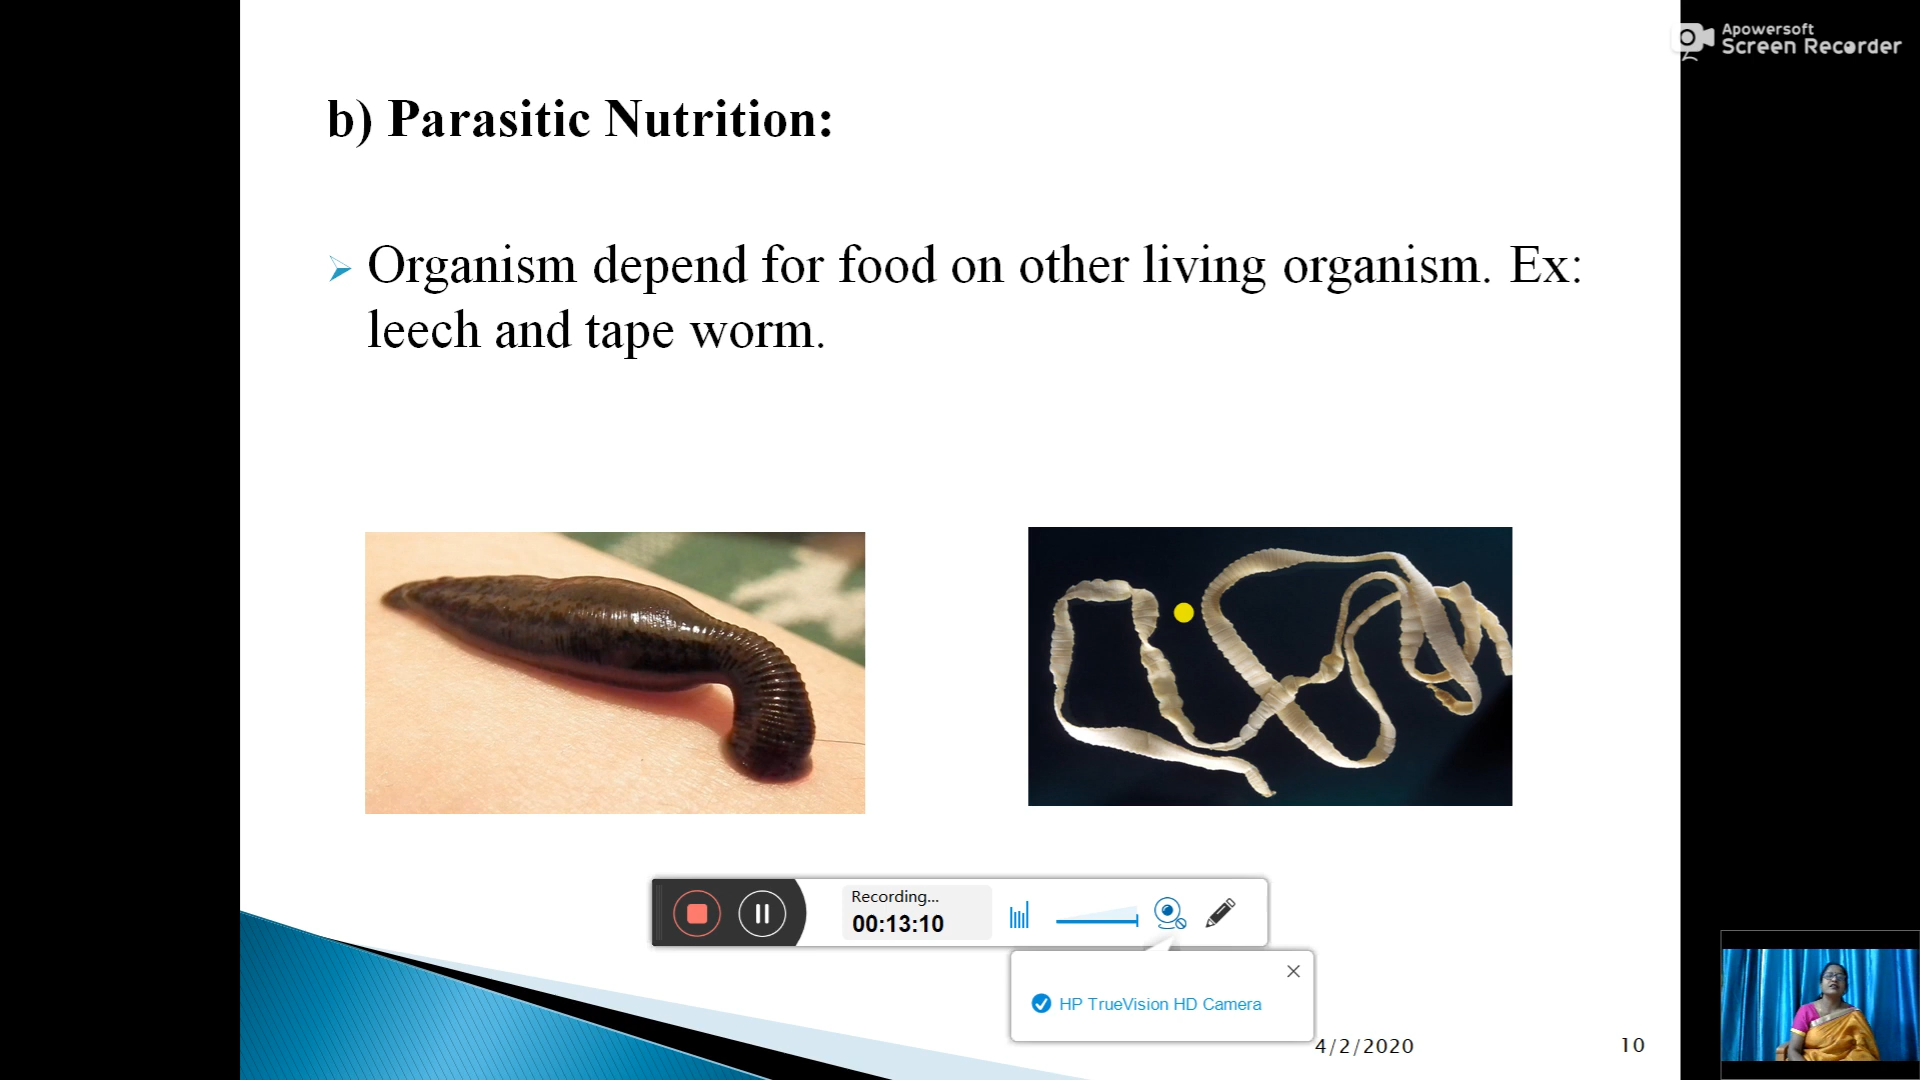 Apowersoft
Screen Recorder
b) Parasitic Nutrition:
Organism depend for food on other living organism. Ex:
leech and tape worm.
Recording...
00:13:10
HP TrueVision HD Camera
4/2/2020
10